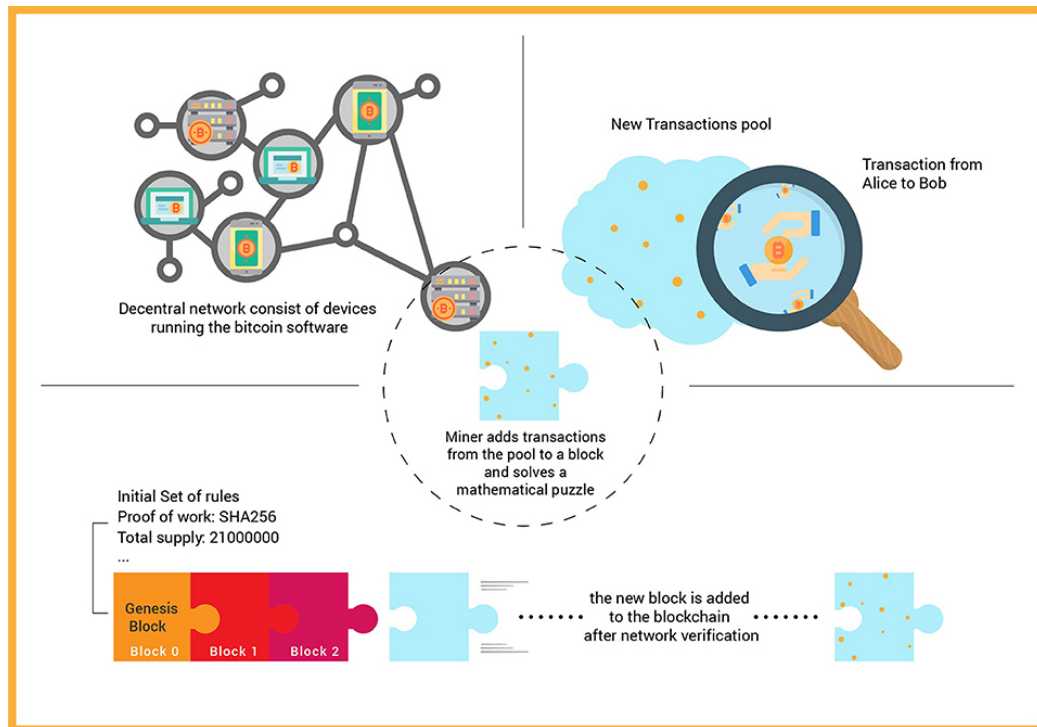 Decentral network consist of devices
running the bitcoin software
New Transactions pool
Transaction from
Alice to Bob
Miner adds transactions
from the pool to a block
and solves a
mathematical puzzle
Initial Set of rules
Proof of work: SHA256
Total supply: 21000000
...
Genesis
Block
Block 0
Block 1
Block 2
the new block is added
to the blockchain
after network verification